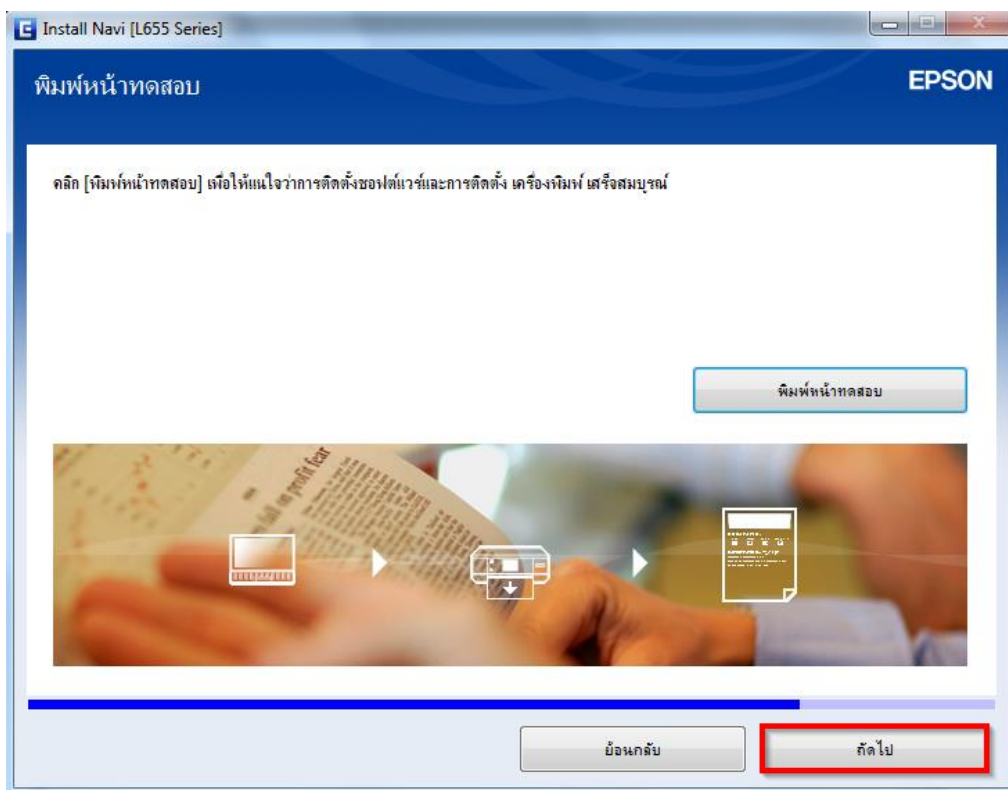 Install Navi [L655 Series]
พิมพ์หน้าทดสอบ
EPSON
คลิก [พิมพ์หน้าทดสอบ] เพื่อให้แน่ใจว่าการติดตั้งซอฟต์แวร์และการติดตั้ง เครื่องพิมพ์ เสร็จสมบูรณ์
พิมพ์หน้าทดสอบ
fall on profit fear
ย้อนกลับ
ถัดไป